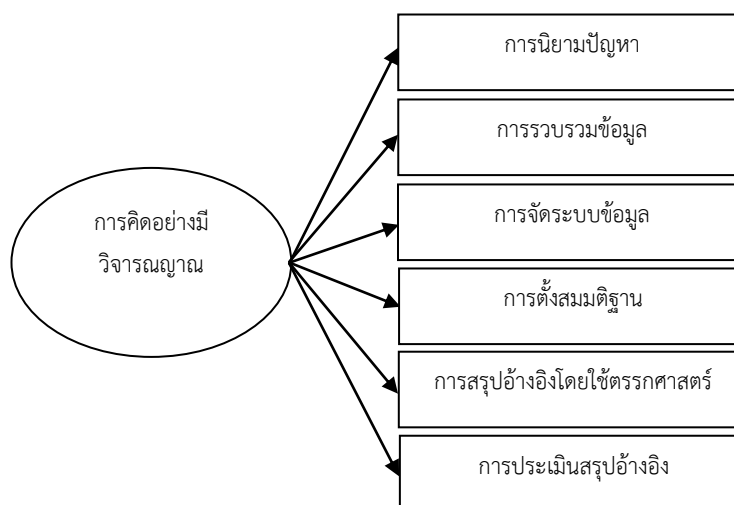 การคิดอย่างมี
วิจารณญาณ
การนิยามปัญหา
การรวบรวมข้อมูล
การจัดระบบข้อมูล
การตั้งสมมติฐาน
การสรุปอ้างอิงโดยใช้ตรรกศาสตร์
การประเมินสรุปอ้างอิง